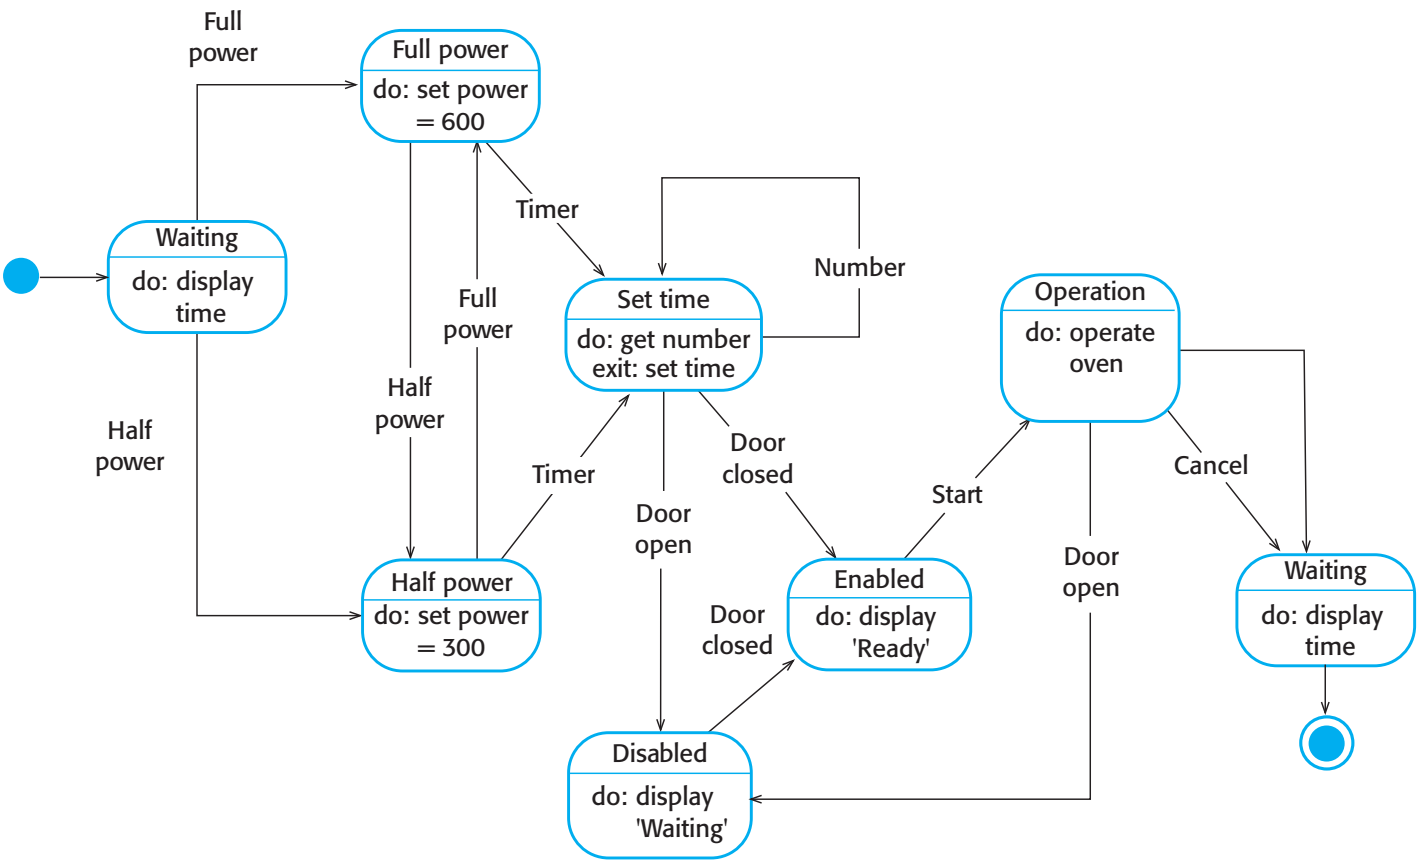 Full
power
Full power
do: set power
= 600
Timer
Waiting
do: display
time
Number
Full
power
Set time
do: get number
exit: set time
Operation
do: operate
oven
Half
power
Half
power
Timer
Door
closed
Cancel
Start
Door
open
Door
open
Half power
do: set power
= 300
Door
closed
Enabled
do: display
'Ready'
Waiting
do: display
time
Disabled
do: display
'Waiting'